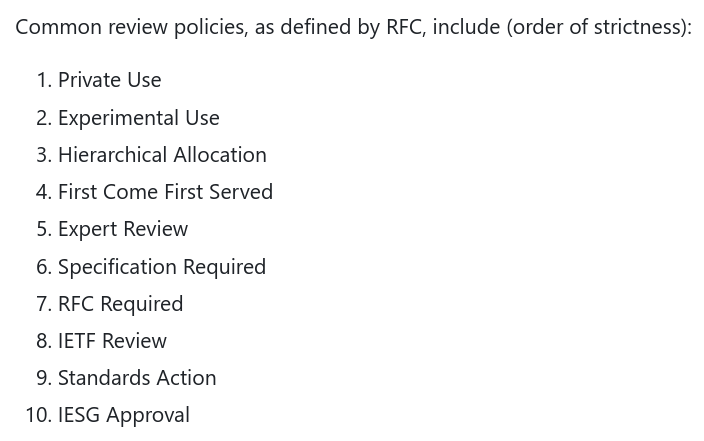 Common review policies, as defined by RFC, include (order of strictness):
1. Private Use
2. Experimental Use
3. Hierarchical Allocation
4. First Come First Served
5. Expert Review
6. Specification Required
7. RFC Required
8. IETF Review
9. Standards Action
10. IESG Approval